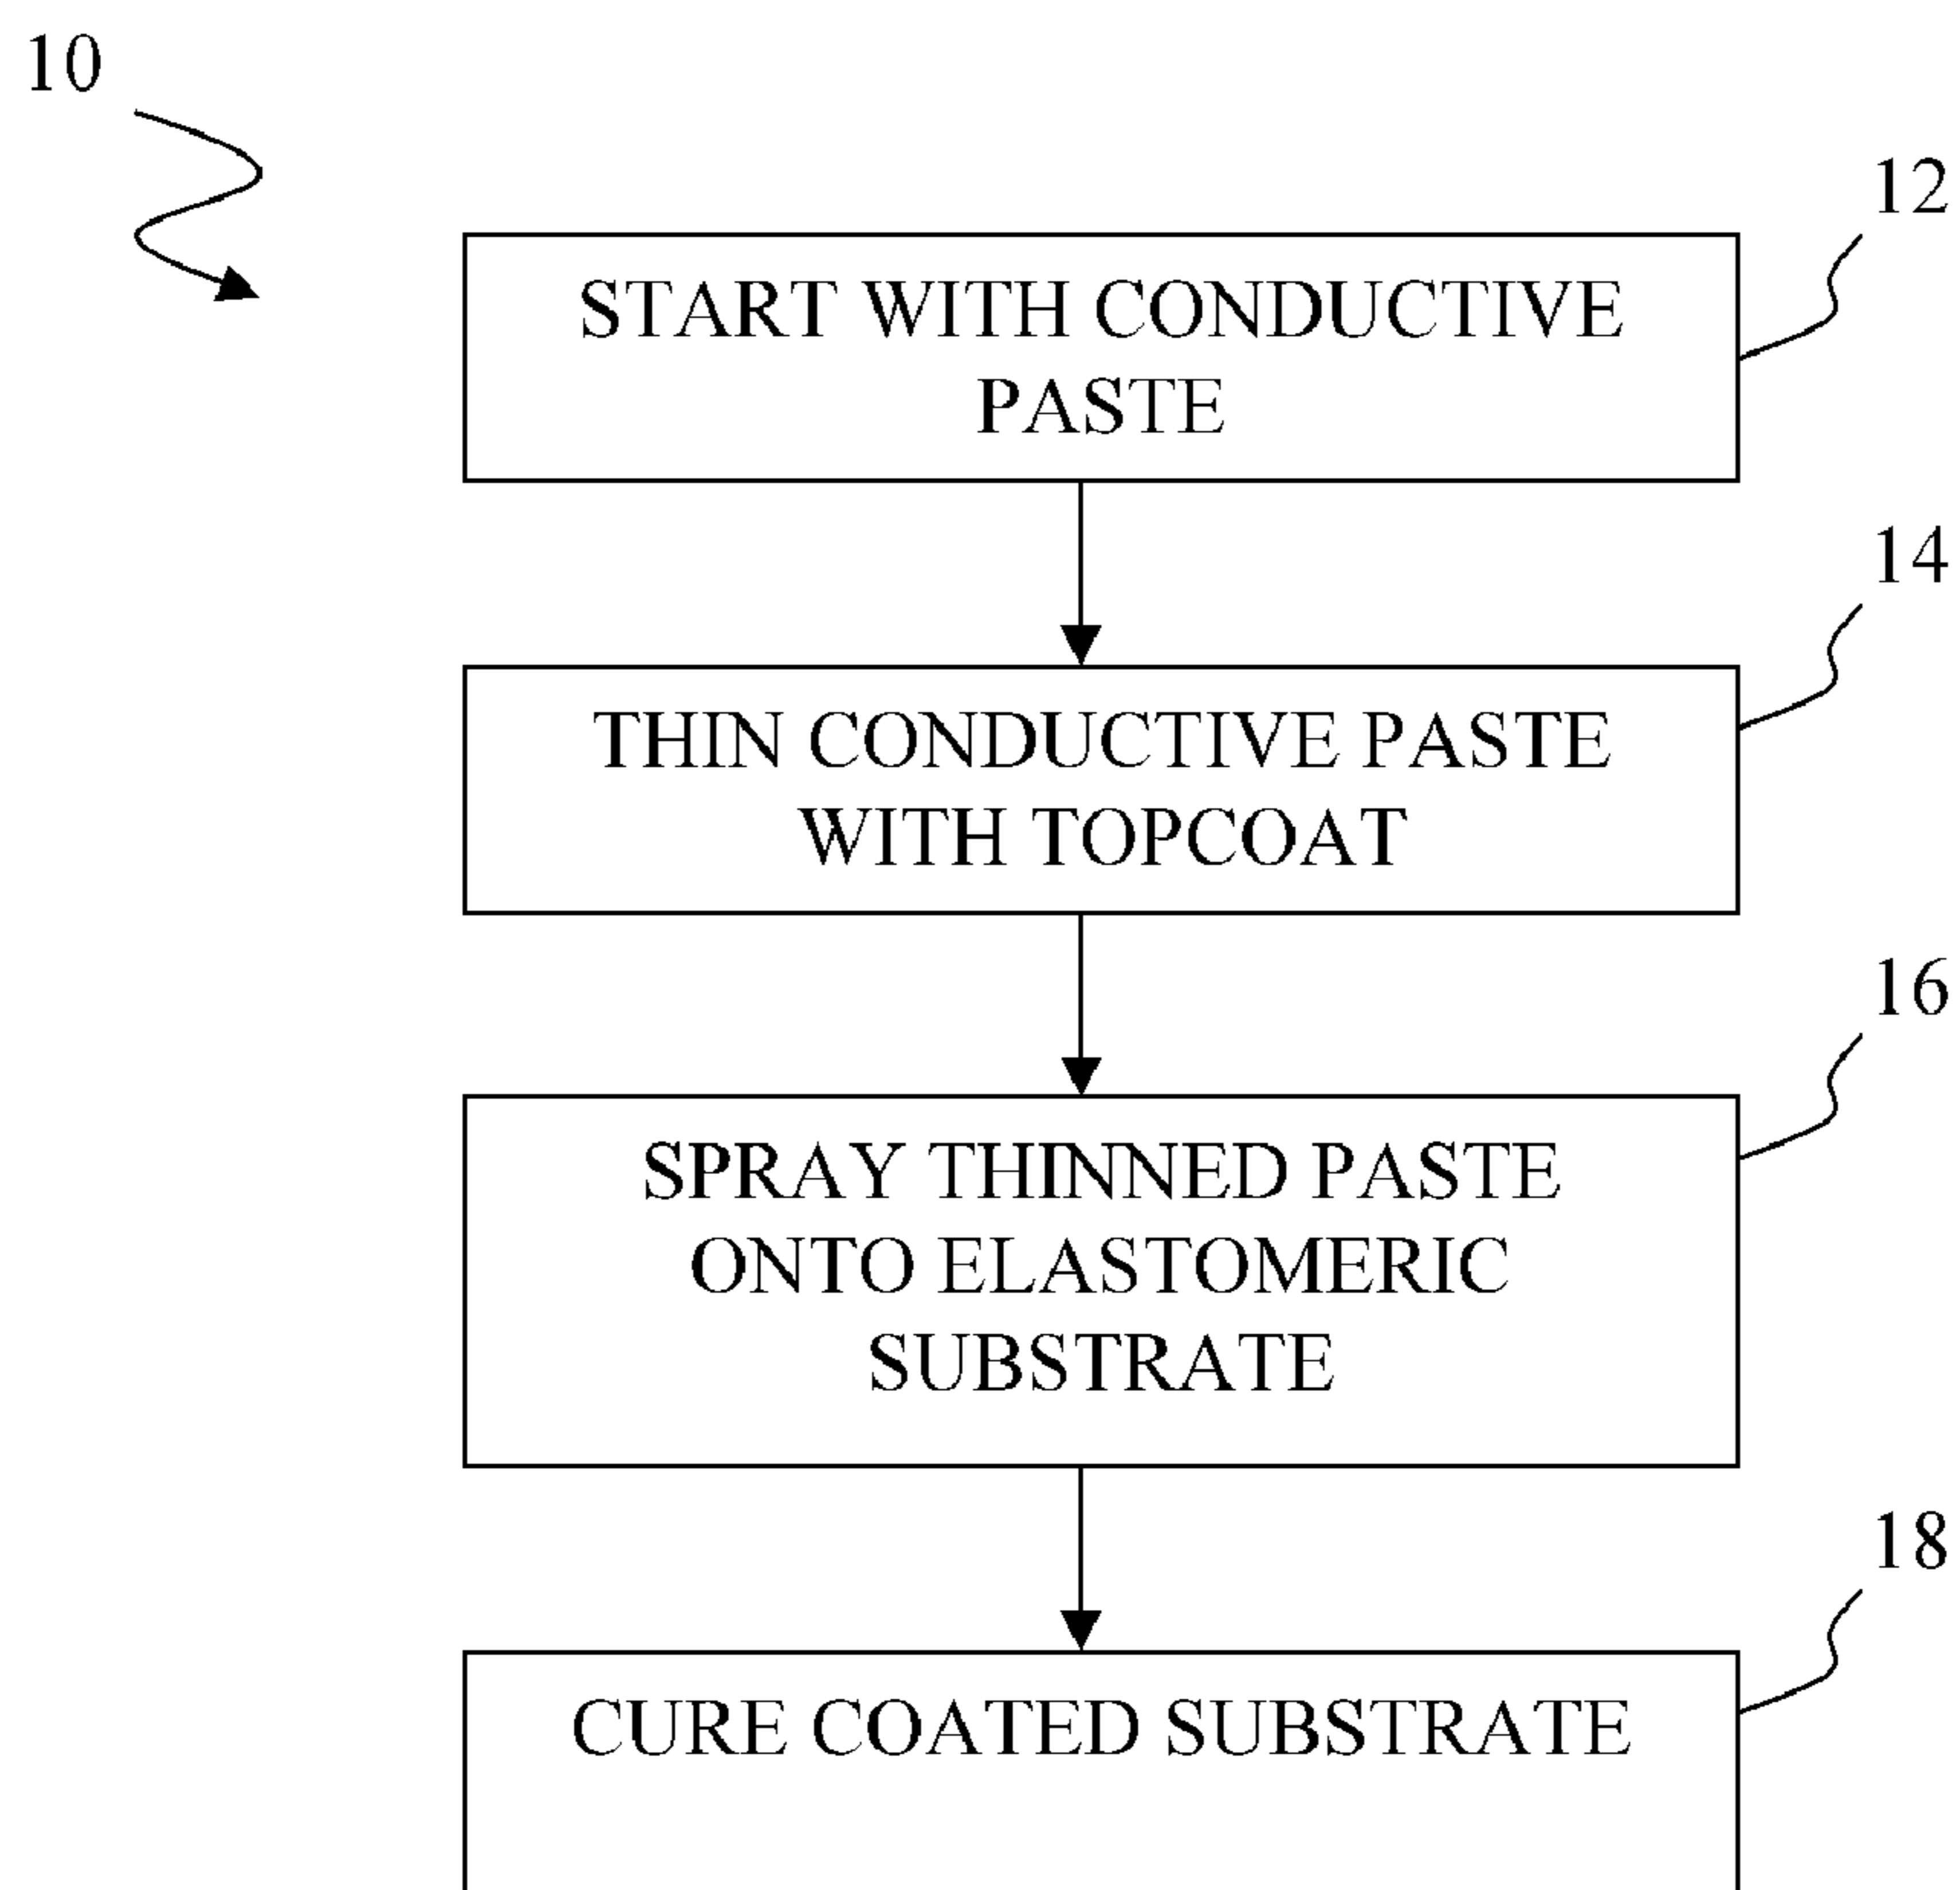 10
12
START WITH CONDUCTIVE
PASTE
14
THIN CONDUCTIVE PASTE
WITH TOPCOAT
16
SPRAY THINNED PASTE
ONTO ELASTOMERIC
SUBSTRATE
18
CURE COATED SUBSTRATE